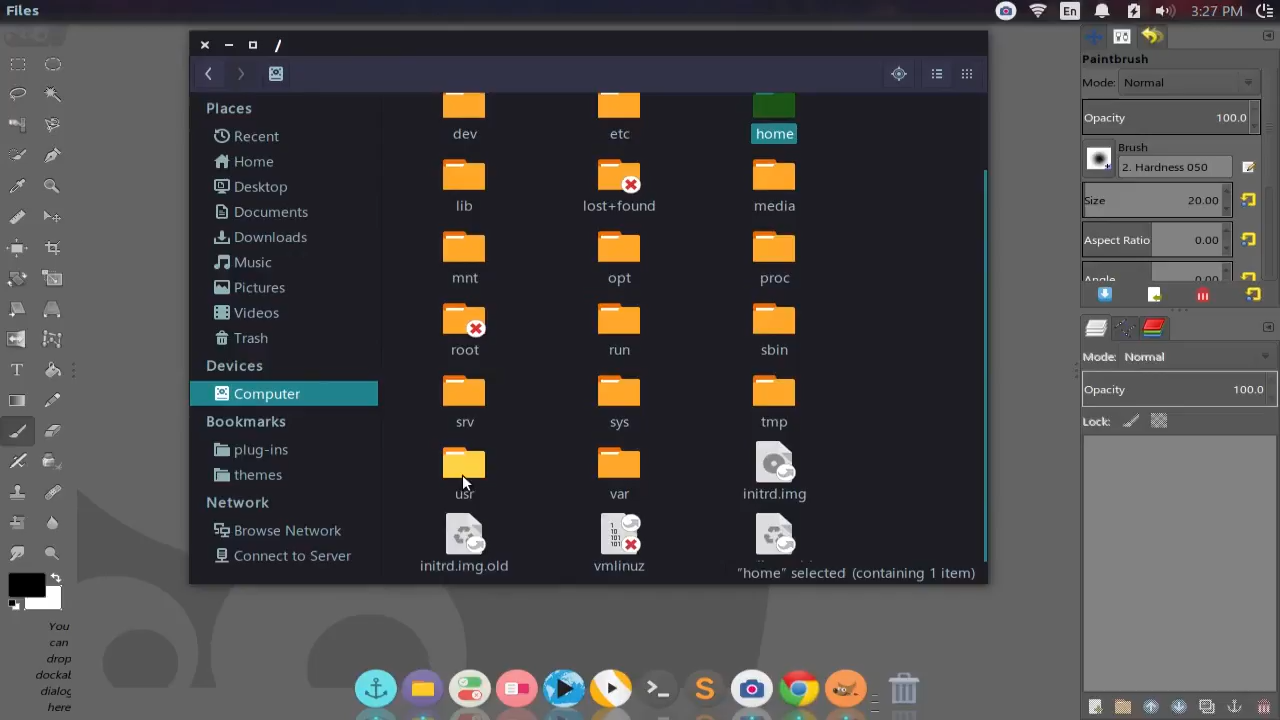 Files
En
3:27 PM
/
Places
Recent
Home
Desktop
Documents
Downloads
Music
Pictures
Videos
Trash
Devices
Computer
Bookmarks
plug-ins
themes
Network
Browse Network
Connect to Server
dev etc home
lib lost+found media
mnt opt proc
root run sbin
srv sys tmp
usr var initrd.img
initrd.img.old vmlinuz
"home" selected (containing 1 item)
Paintbrush
Mode: Normal
Opacity 100.0
Brush
2. Hardness 050
Size 20.00
Aspect Ratio 0.00
Angle 0.00
Mode: Normal
Opacity 100.0
Lock:
You
can
drop
dockab
dialog
here